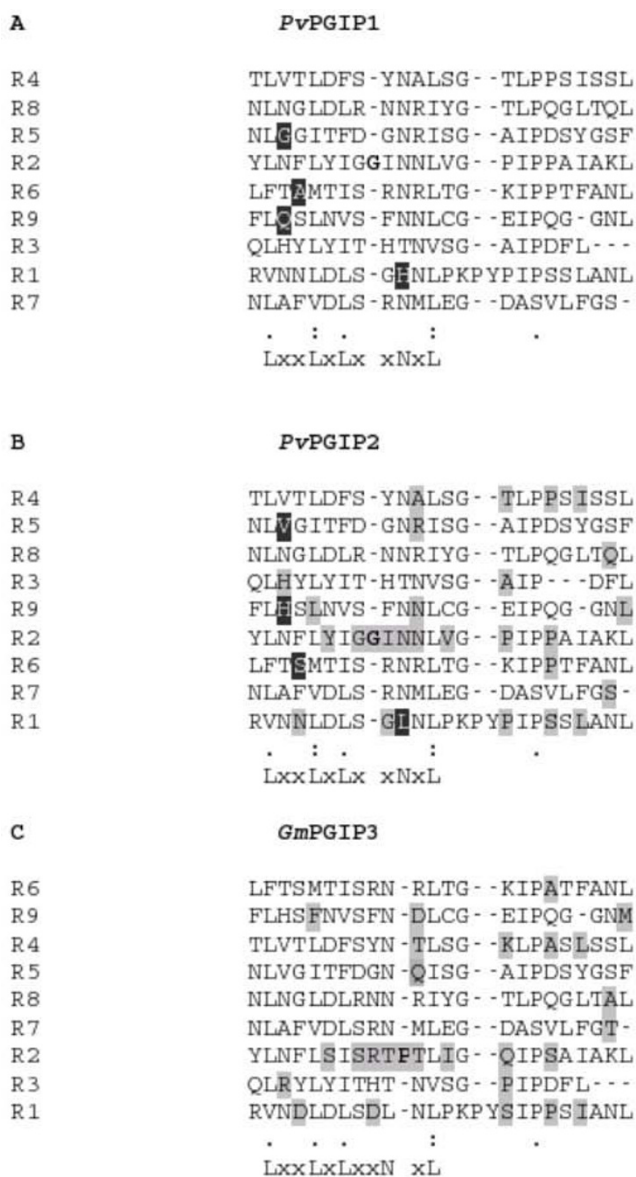 A PvPGIP1
R4 TLVTLDFS-YNALSG--TLPPSISSL
R8 NLNGLDLR-NNRIYG--TLPQGLTQL
R5 NLGGITFD-GNRISG--AIPDSYGSF
R2 YLNFLYIGGGINNLVG-PIPPAIAKL
R6 LFTAMTIS-RNRLTG--KIPPTFANL
R9 FLQSLNVS-FNNLCG--EIPQG-GNL
R3 QLHYLYIT-HTNVSG--AIPDFL---
R1 RVNNLDLS-GHNLPKPYPIPSSLANL
R7 NLAFVDLS-RNMLEG--DASVLFGS-
. : . : .
LxxLxLx xNxL
B PvPGIP2
R4 TLVTLDFS-YNALSG--TLPPSISSL
R5 NLVGITFD-GNRISG--AIPDSYGSF
R8 NLNGLDLR-NNRIYG--TLPQGLTQL
R3 QLHYLYIT-HTNVSG--AIP---DFL
R9 FLHSLNVS-FNNLCG--EIPQG-GNL
R2 YLNFLYIGGGINNLVG-PIPPAIAKL
R6 LFTSMTIS-RNRLTG--KIPPTFANL
R7 NLAFVDLS-RNMLEG--DASVLFGS-
R1 RVNNLDLS-GLNLPKPYPIPSSLANL
. : . : .
LxxLxLx xNxL
C GmPGIP3
R6 LFTSMTISRN-RLTG--KIPATFANL
R9 FLHSFNVSFN-DLCG--EIPQG-GNM
R4 TLVTLDFSYN-TLSG--KLPASLSSL
R5 NLVGITFDGN-QISG--AIPDSYGSF
R8 NLNGLDLRNN-RIYG--TLPQGLTAL
R7 NLAFVDLSRN-MLEG--DASVLFGT-
R2 YLNFLSISRTPTLIG--QIPSAIAKL
R3 QLRYLYITHT-NVSG--PIPDFL---
R1 RVNDLDLSDL-NLPKPYSIPPSIANL
. . . : .
LxxLxLxxN xL